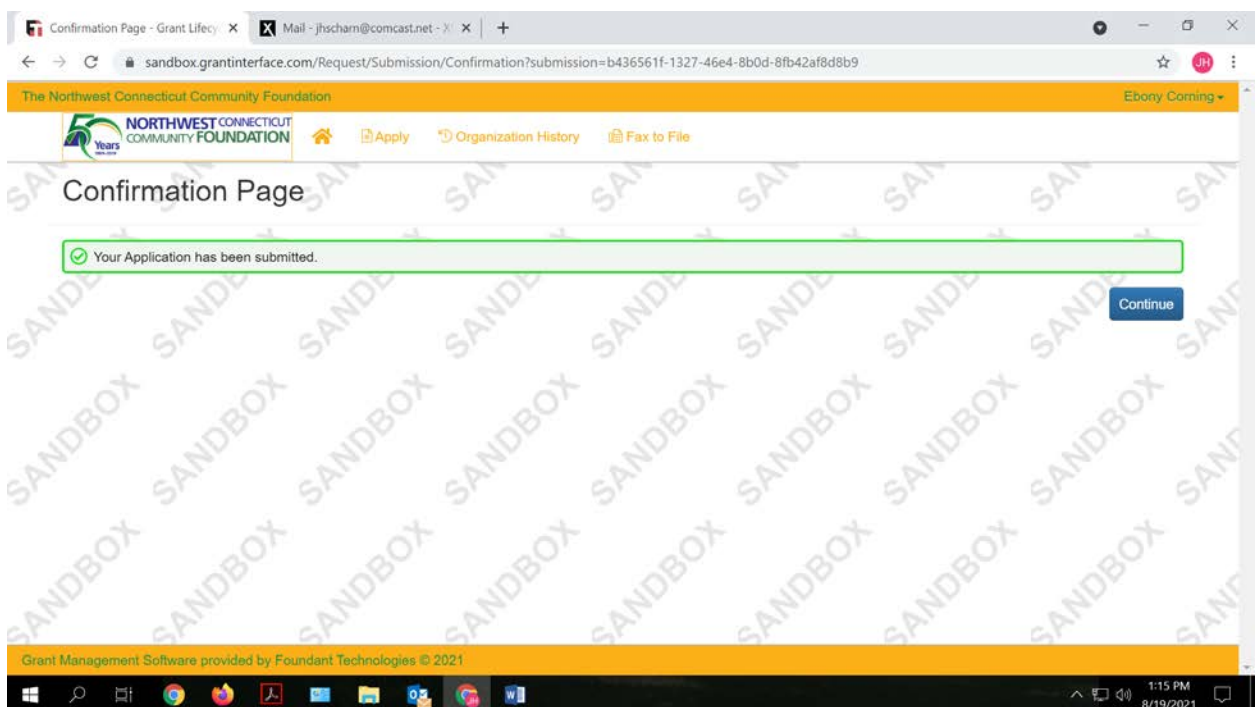 Confirmation Page - Grant Lifecy
Mail - jhscham@comcast.net - X
sandbox.grantinterface.com/Request/Submission/Confirmation?submission=b436561f-1327-46e4-8b0d-8fb42af8d8b9
JH
The Northwest Connecticut Community Foundation
Ebony Corning
50 Years
NORTHWEST CONNECTICUT
COMMUNITY FOUNDATION
Apply
Organization History
Fax to File
Confirmation Page
Your Application has been submitted.
Continue
SANDBOX
Grant Management Software provided by Foundant Technologies © 2021
1:15 PM
8/19/2021